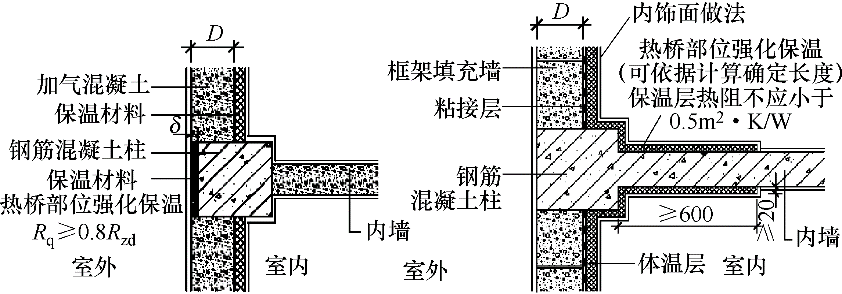 D
加气混凝土
保温材料
δ
钢筋混凝土柱
保温材料
热桥部位强化保温
Rq≥0.8Rzd
室外
室内
内墙
D
内饰面做法
框架填充墙
粘接层
热桥部位强化保温
(可依据计算确定长度)
保温层热阻不应小于
0.5m²·K/W
钢筋
混凝土柱
≥600
≥20
内墙
体温层
室外
室内